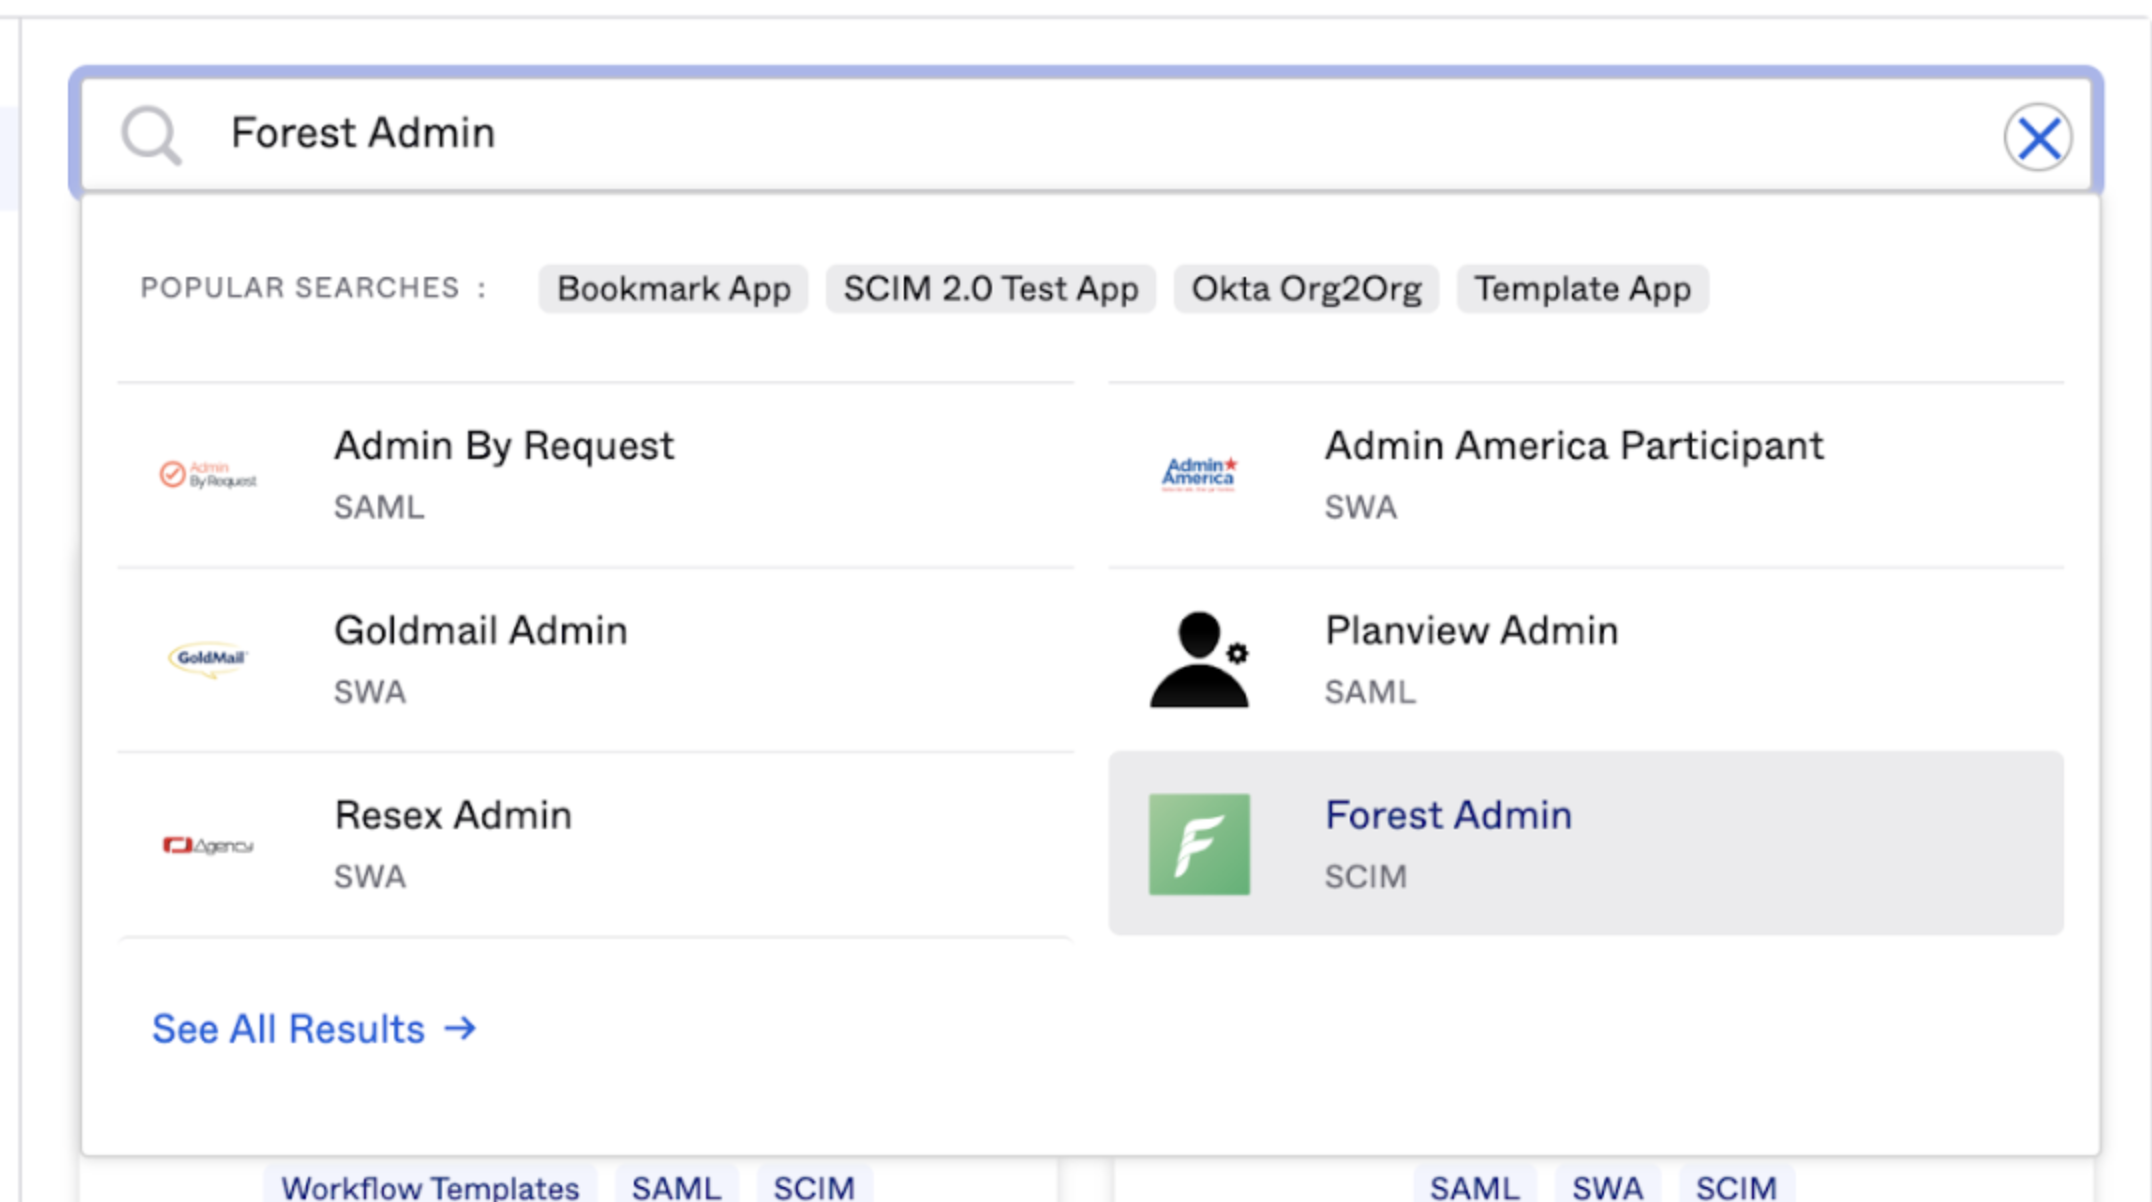 Forest Admin
POPULAR SEARCHES : Bookmark App SCIM 2.0 Test App Okta Org2Org Template App
Admin By Request
Admin By Request
SAML
Admin America
Admin America Participant
SWA
GoldMail
Goldmail Admin
SWA
Planview Admin
SAML
Agency
Resex Admin
SWA
F
Forest Admin
SCIM
See All Results →
Workflow Templates SAML SCIM
SAML SWA SCIM